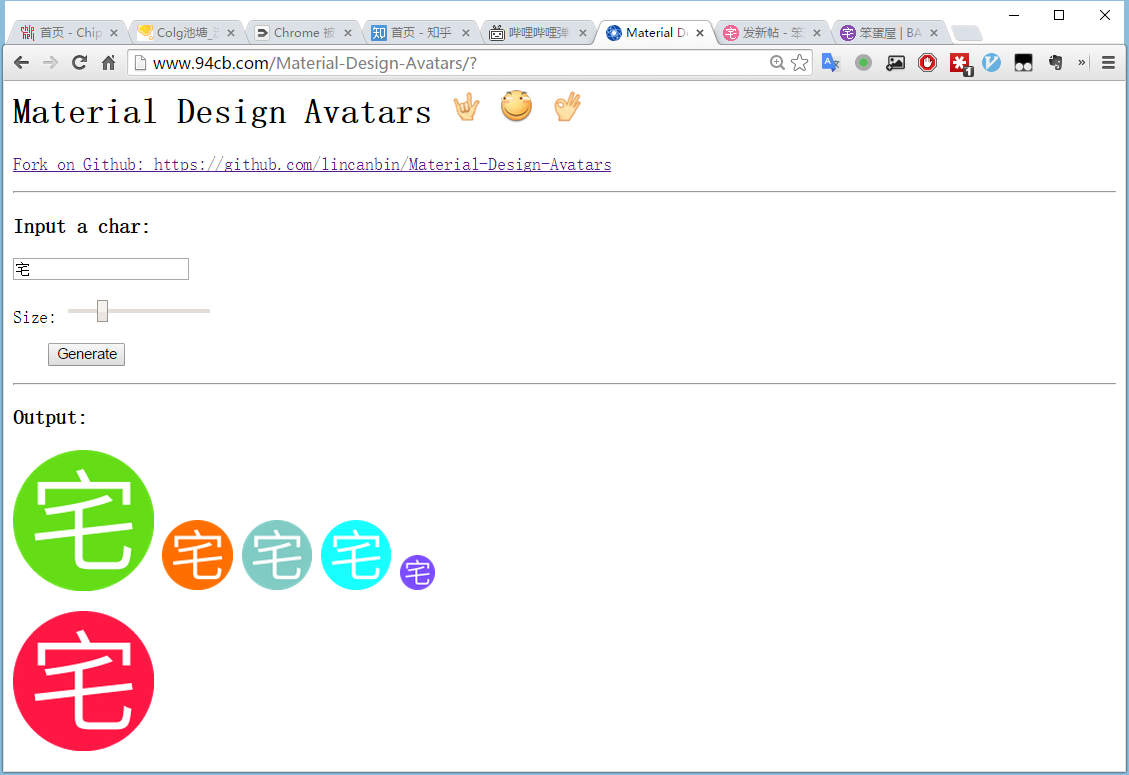 首页 - Chip
Colg池塘_
Chrome 被
首页 - 知乎
哔哩哔哩弹
Material D
发新帖 - 笨
笨蛋屋 | BA
www.94cb.com/Material-Design-Avatars/?
1
Material Design Avatars
Fork on Github: https://github.com/lincanbin/Material-Design-Avatars
Input a char:
宅
Size:
Generate
Output:
宅 宅 宅 宅 宅
宅